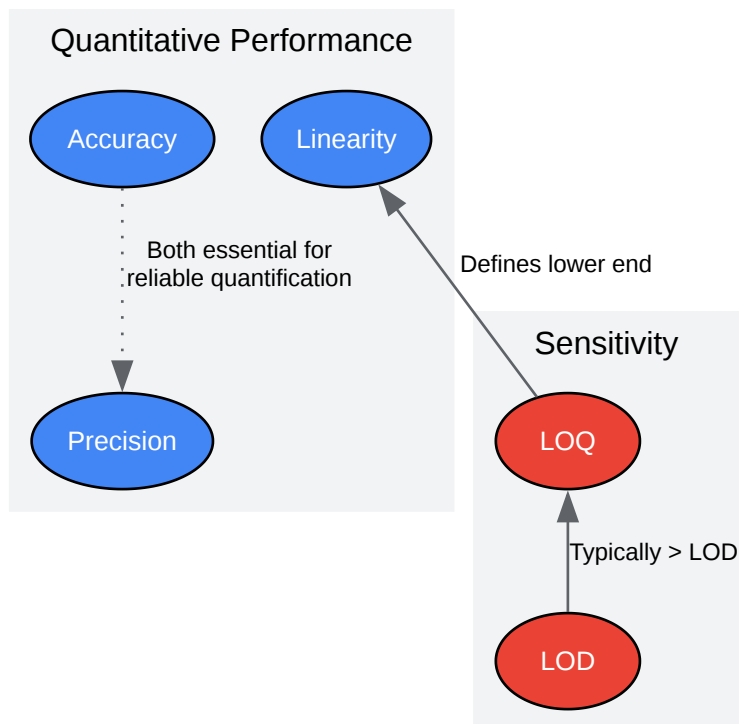 Quantitative Performance
Accuracy
Linearity
Both essential for
reliable quantification
Defines lower end
Sensitivity
Precision
LOQ
Typically > LOD
LOD